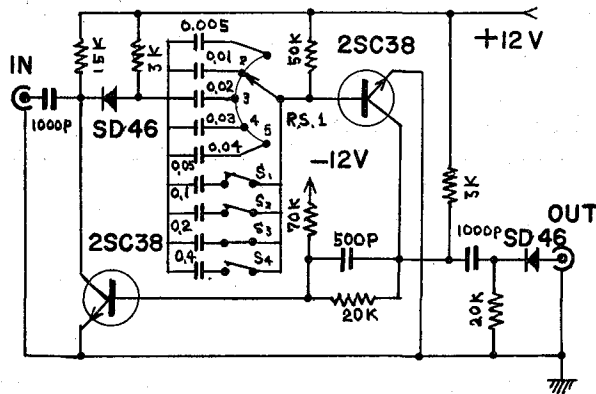 0.005
2SC38
+12V
15K
3K
50K
IN
0.01
2
1000P
SD46
0.02
3
R.S.1
0.03
4
5
0.04
-12V
0.05
S1
0.1
3K
OUT
S2
70K
1000P
SD46
2SC38
0.2
S3
500P
0.4
S4
20K
20K